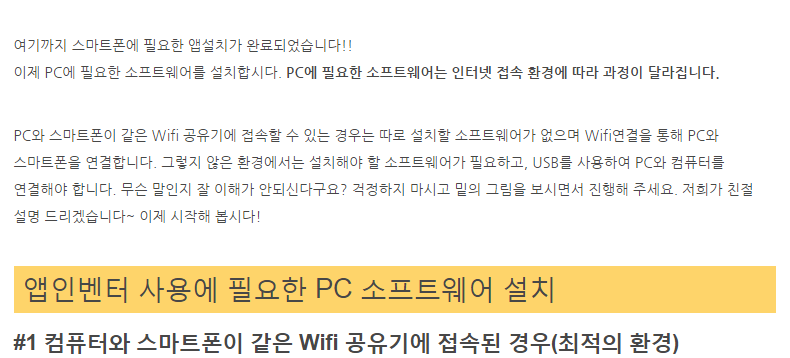 여기까지 스마트폰에 필요한 앱설치가 완료되었습니다!!
이제 PC에 필요한 소프트웨어를 설치합시다. PC에 필요한 소프트웨어는 인터넷 접속 환경에 따라 과정이 달라집니다.
PC와 스마트폰이 같은 Wifi 공유기에 접속할 수 있는 경우는 따로 설치할 소프트웨어가 없으며 Wifi연결을 통해 PC와
스마트폰을 연결합니다. 그렇지 않은 환경에서는 설치해야 할 소프트웨어가 필요하고, USB를 사용하여 PC와 컴퓨터를
연결해야 합니다. 무슨 말인지 잘 이해가 안되신다구요? 걱정하지 마시고 밑의 그림을 보시면서 진행해 주세요. 저희가 친절
설명 드리겠습니다~ 이제 시작해 봅시다!
앱인벤터 사용에 필요한 PC 소프트웨어 설치
#1 컴퓨터와 스마트폰이 같은 Wifi 공유기에 접속된 경우(최적의 환경)